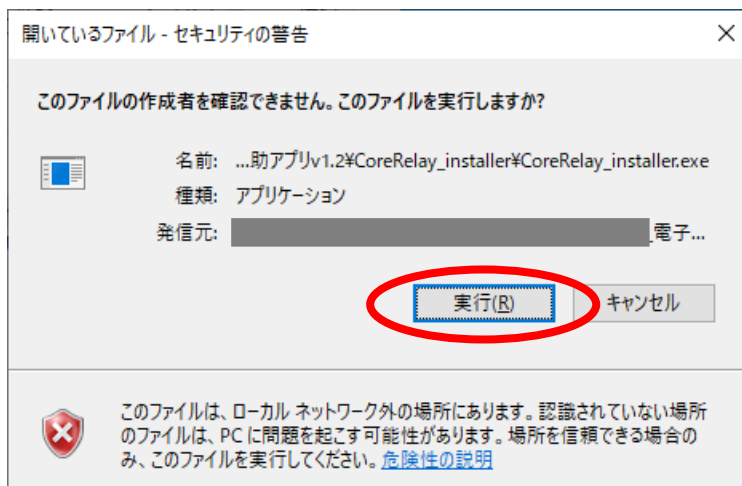 開いているファイル - セキュリティの警告
このファイルの作成者を確認できません。このファイルを実行しますか?
名前: ...助アプリv1.2¥CoreRelay_installer¥CoreRelay_installer.exe
種類: アプリケーション
発信元: _電子...
実行(R) キャンセル
このファイルは、ローカル ネットワーク外の場所にあります。認識されていない場所
のファイルは、PC に問題を起こす可能性があります。場所を信頼できる場合の
み、このファイルを実行してください。危険性の説明